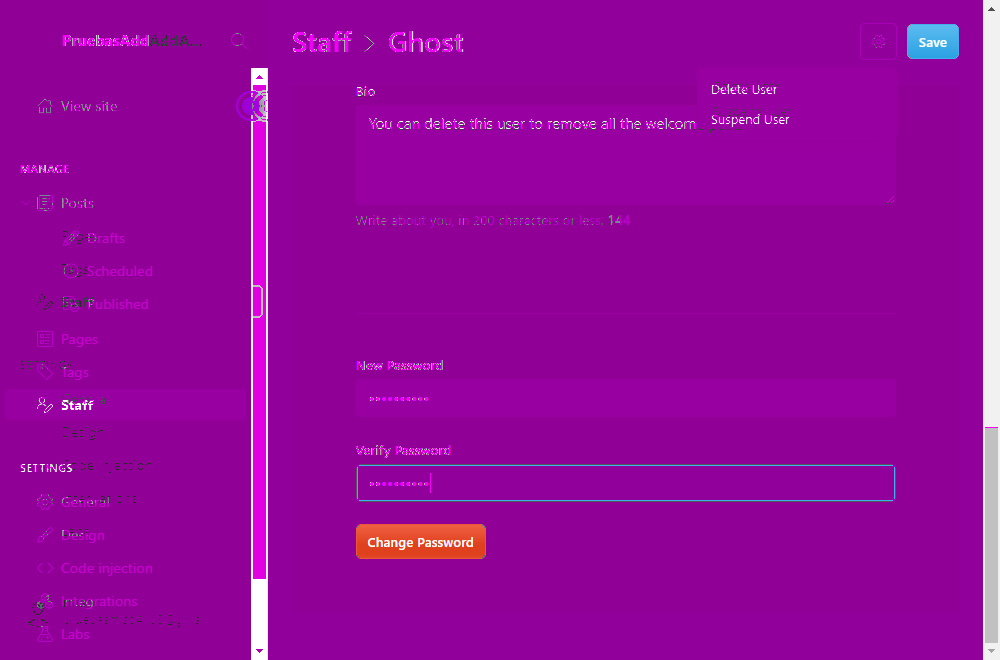 PruebasAdd
Staff > Ghost
Save
View site
Bio
Delete User
You can delete this user to remove all the welcom
Suspend User
MANAGE
Posts
Write about you, in 200 characters or less. 144
Drafts
Scheduled
Published
Pages
New Password
Tags
Staff
Verify Password
SETTINGS
General
Design
Change Password
Code injection
Integrations
Labs